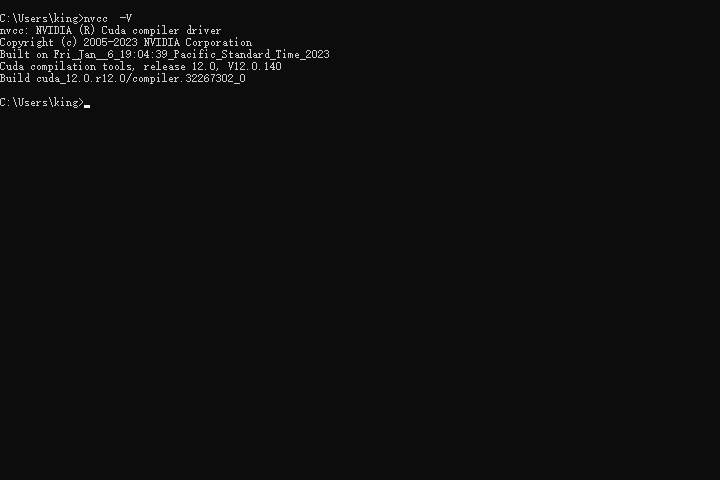 C:\Users\king>nvcc  -V
nvcc: NVIDIA (R) Cuda compiler driver
Copyright (c) 2005-2023 NVIDIA Corporation
Built on Fri_Jan__6_19:04:39_Pacific_Standard_Time_2023
Cuda compilation tools, release 12.0, V12.0.140
Build cuda_12.0.r12.0/compiler.32267302_0
C:\Users\king>